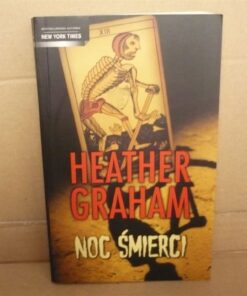 NEW YORK TIMES
XIII
HEATHER
GRAHAM
NOC ŚMIERCI